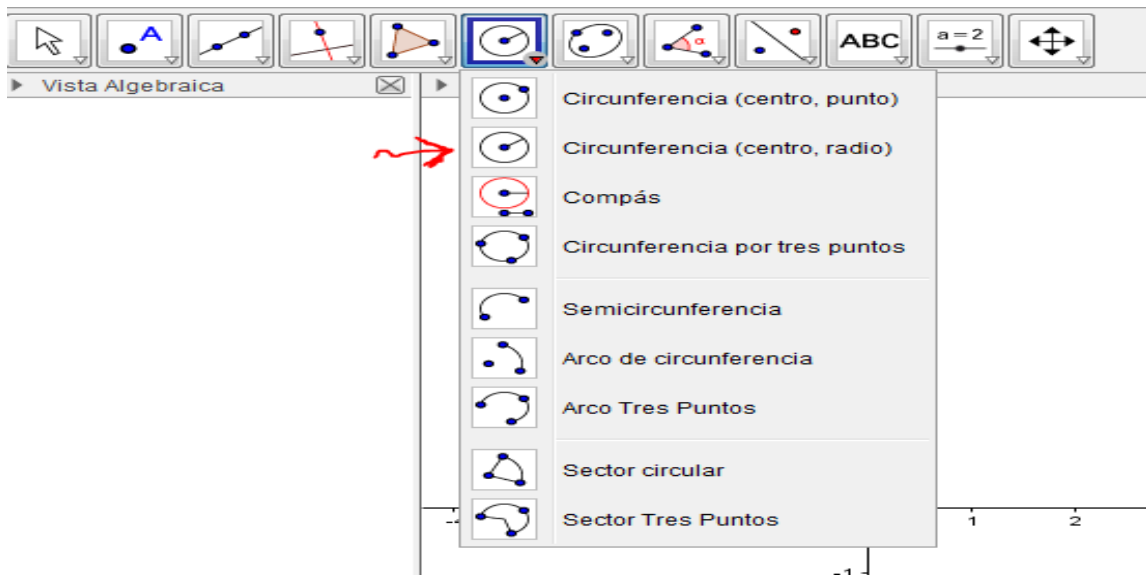 A
α
ABC
a = 2
Vista Algebraica
Circunferencia (centro, punto)
Circunferencia (centro, radio)
Compás
Circunferencia por tres puntos
Semicircunferencia
Arco de circunferencia
Arco Tres Puntos
Sector circular
Sector Tres Puntos
1
2
-1